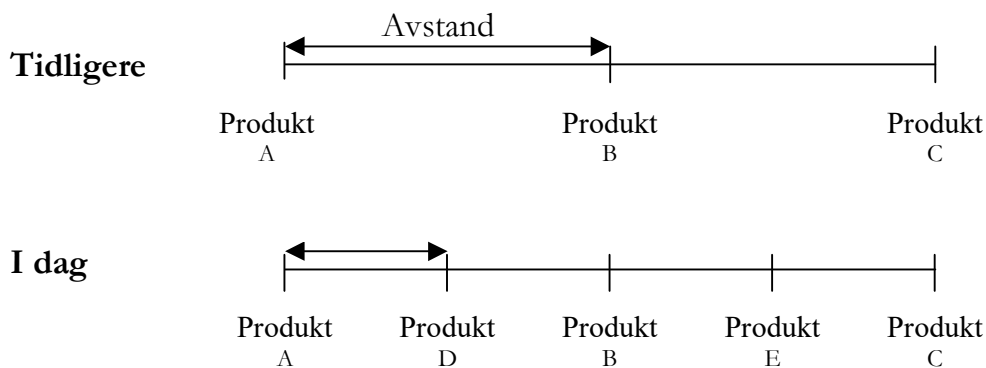 Avstand
Tidligere
Produkt Produkt Produkt
A B C
I dag
Produkt Produkt Produkt Produkt Produkt
A D B E C